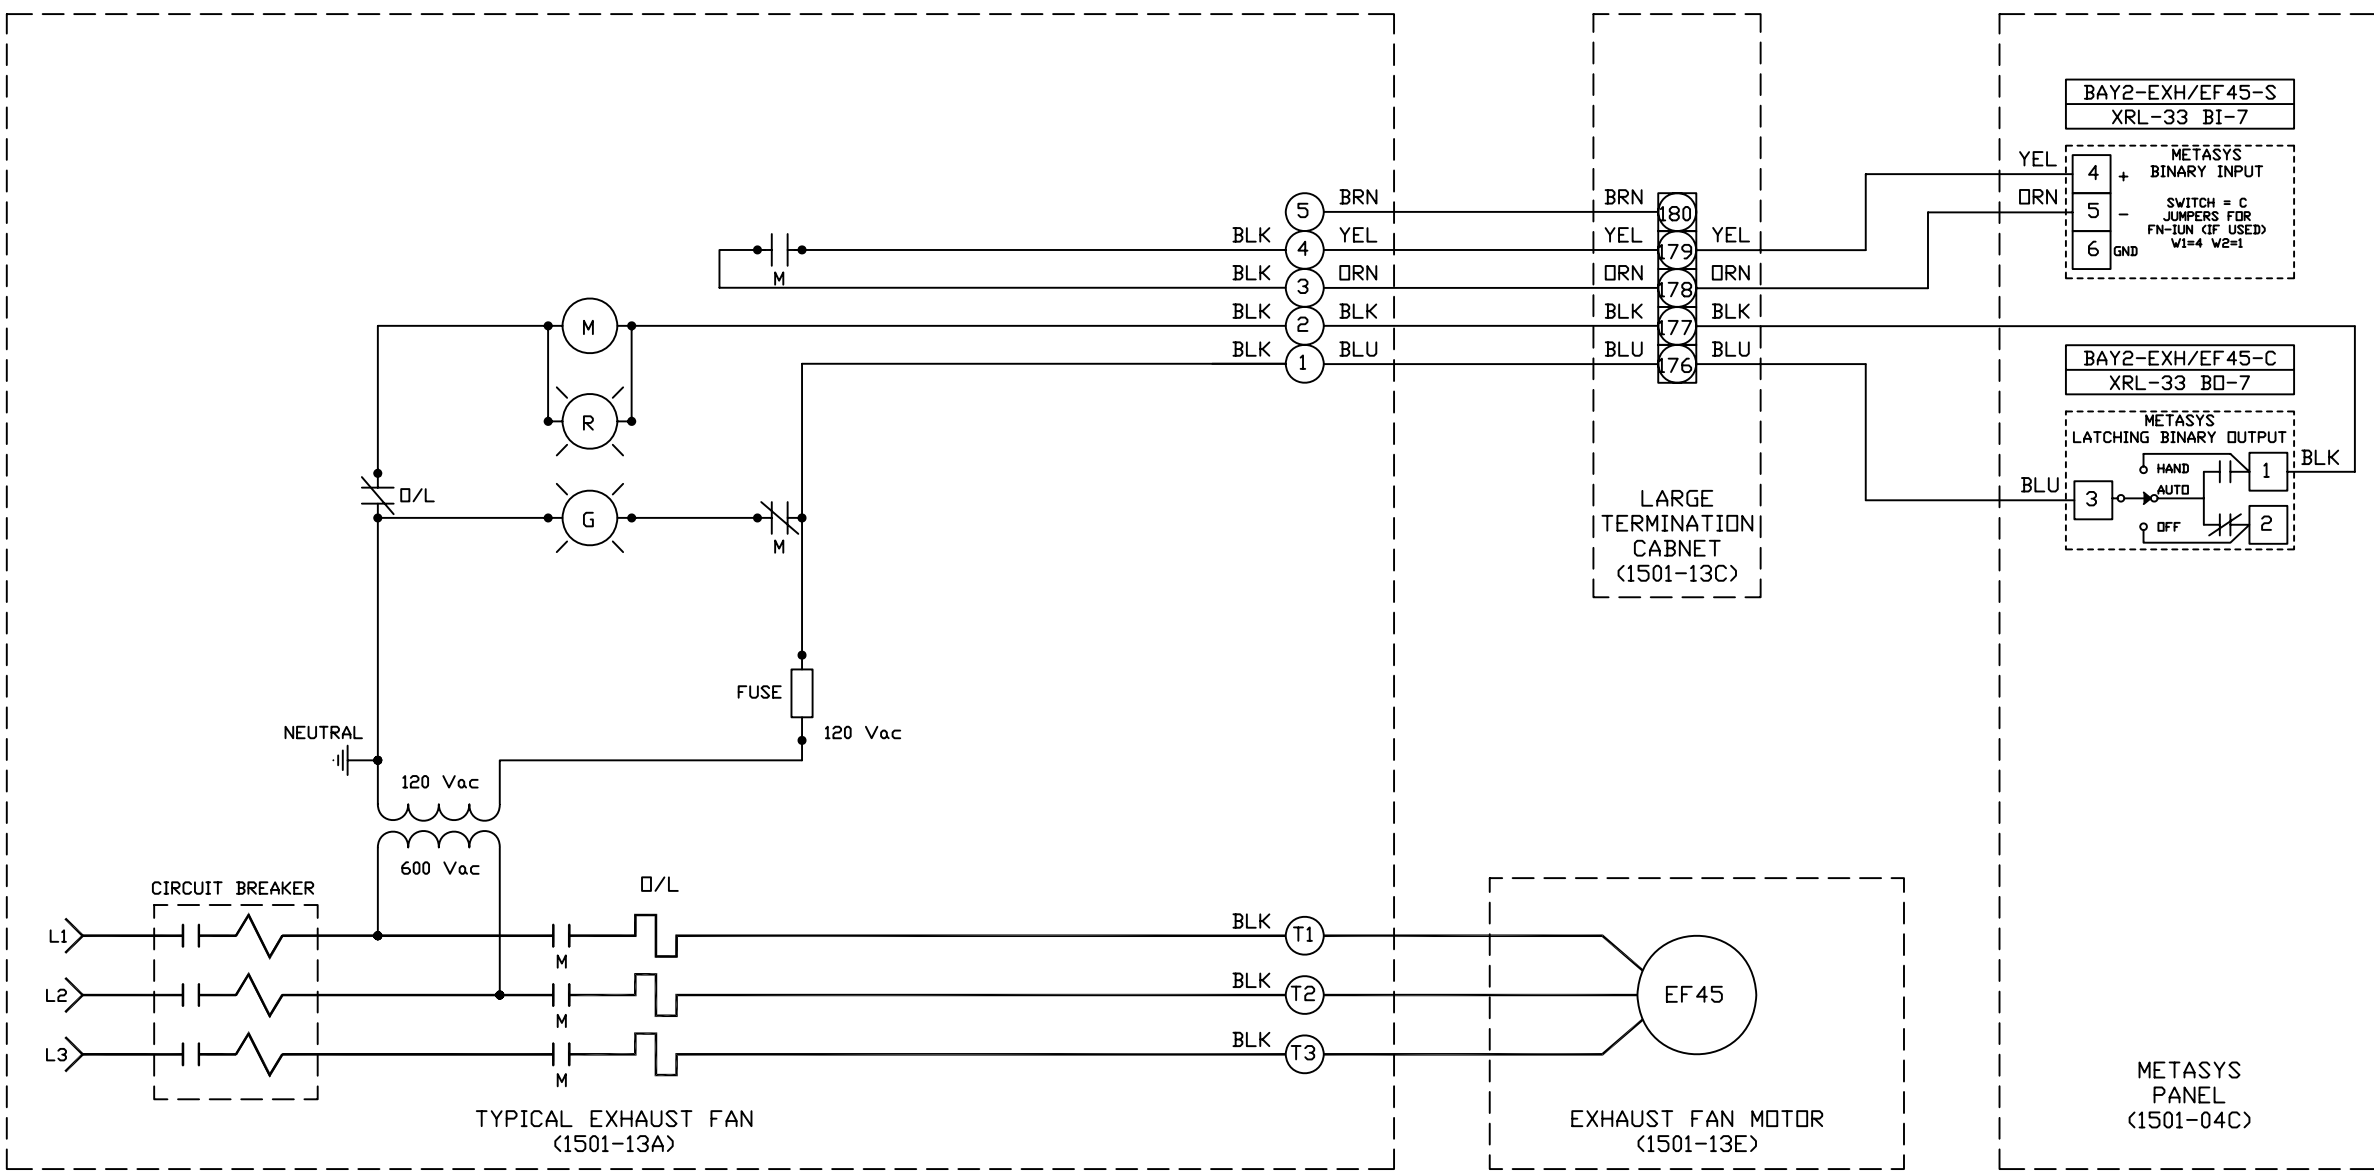 BAY2-EXH/EF45-S
XRL-33 BI-7
METASYS
BINARY INPUT
SWITCH = C
JUMPERS FOR
FN-IUN (IF USED)
W1=4 W2=1
YEL
4
+
ORN
5
-
6
GND
5
BRN
BRN
180
BLK
4
YEL
YEL
179
YEL
M
BLK
3
ORN
ORN
178
ORN
M
BLK
2
BLK
BLK
177
BLK
BLK
1
BLU
BLU
176
BLU
BAY2-EXH/EF45-C
XRL-33 BO-7
METASYS
LATCHING BINARY OUTPUT
HAND
1
BLK
BLU
3
AUTO
OFF
2
R
O/L
G
M
LARGE
TERMINATION
CABNET
(1501-13C)
FUSE
NEUTRAL
120 Vac
120 Vac
600 Vac
CIRCUIT BREAKER
O/L
L1
M
BLK
T1
L2
M
BLK
T2
EF45
L3
M
BLK
T3
TYPICAL EXHAUST FAN
(1501-13A)
EXHAUST FAN MOTOR
(1501-13E)
METASYS
PANEL
(1501-04C)